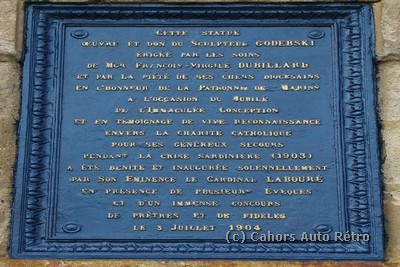 Cette statue
œuvre et don du Sculpteur GODEBSKI
érigée par les soins
de Mgr François-Virgile DUBILLARD
et par la piété de ses chers diocésains
en l'honneur de la Patronne de Marins
a l'occasion du Jubilé
de l'Immaculée Conception
et en témoignage de vive reconnaissance
envers la charité catholique
pour ses généreux secours
pendant la crise sardinière (1903)
a été bénite et inaugurée solennellement
par Son Eminence le Cardinal LABOURÉ
en présence de plusieurs Evêques
et d'un immense concours
de prêtres et de fidèles
le 3 Juillet 1904
(c) Cahors Auto Rétro